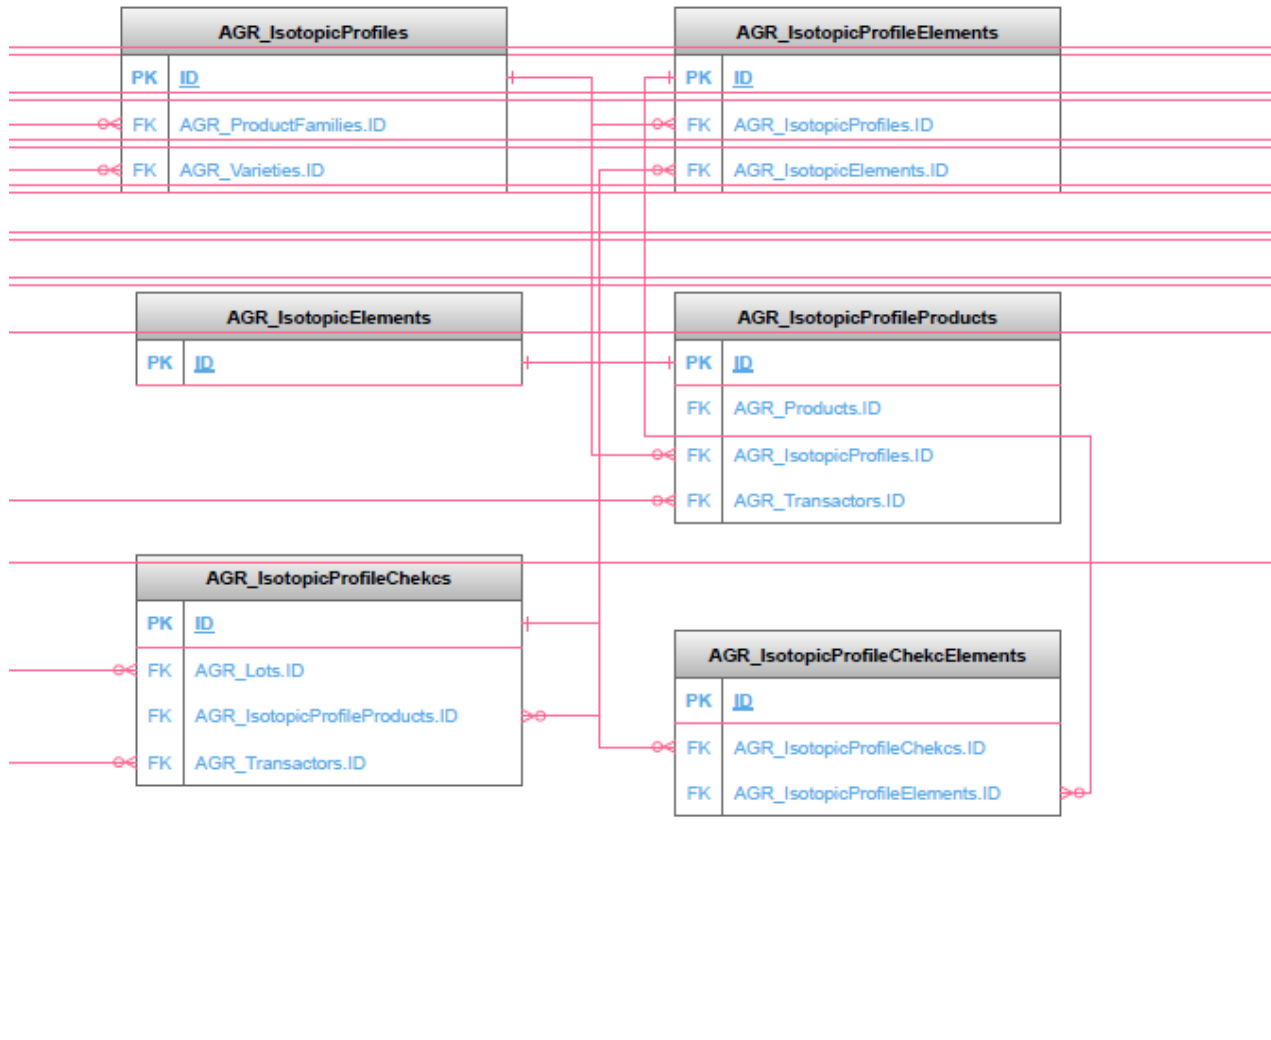 AGR_IsotopicProfiles
PK ID
FK AGR_ProductFamilies.ID
FK AGR_Varieties.ID
AGR_IsotopicProfileElements
PK ID
FK AGR_IsotopicProfiles.ID
FK AGR_IsotopicElements.ID
AGR_IsotopicElements
PK ID
AGR_IsotopicProfileProducts
PK ID
FK AGR_Products.ID
FK AGR_IsotopicProfiles.ID
FK AGR_Transactors.ID
AGR_IsotopicProfileChekcs
PK ID
FK AGR_Lots.ID
FK AGR_IsotopicProfileProducts.ID
FK AGR_Transactors.ID
AGR_IsotopicProfileChekcElements
PK ID
FK AGR_IsotopicProfileChekcs.ID
FK AGR_IsotopicProfileElements.ID